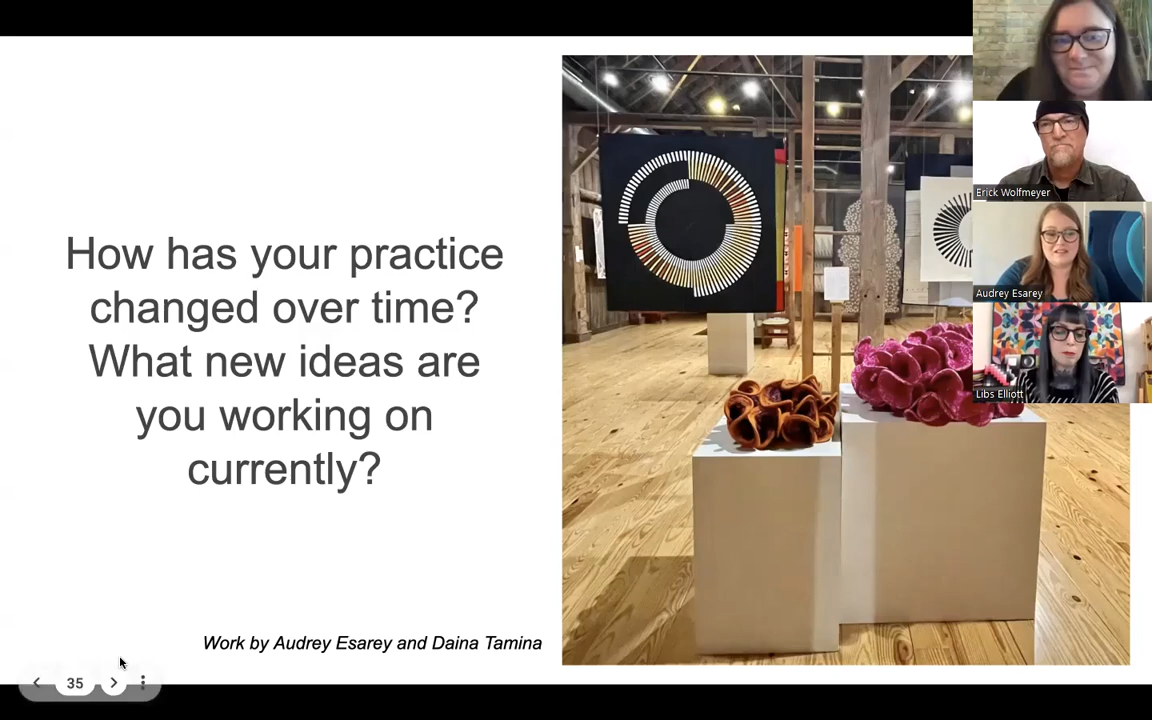 How has your practice
changed over time?
What new ideas are
you working on
currently?
Work by Audrey Esarey and Daina Tamina
35
Erick Wolfmeyer
Audrey Esarey
Libs Elliott